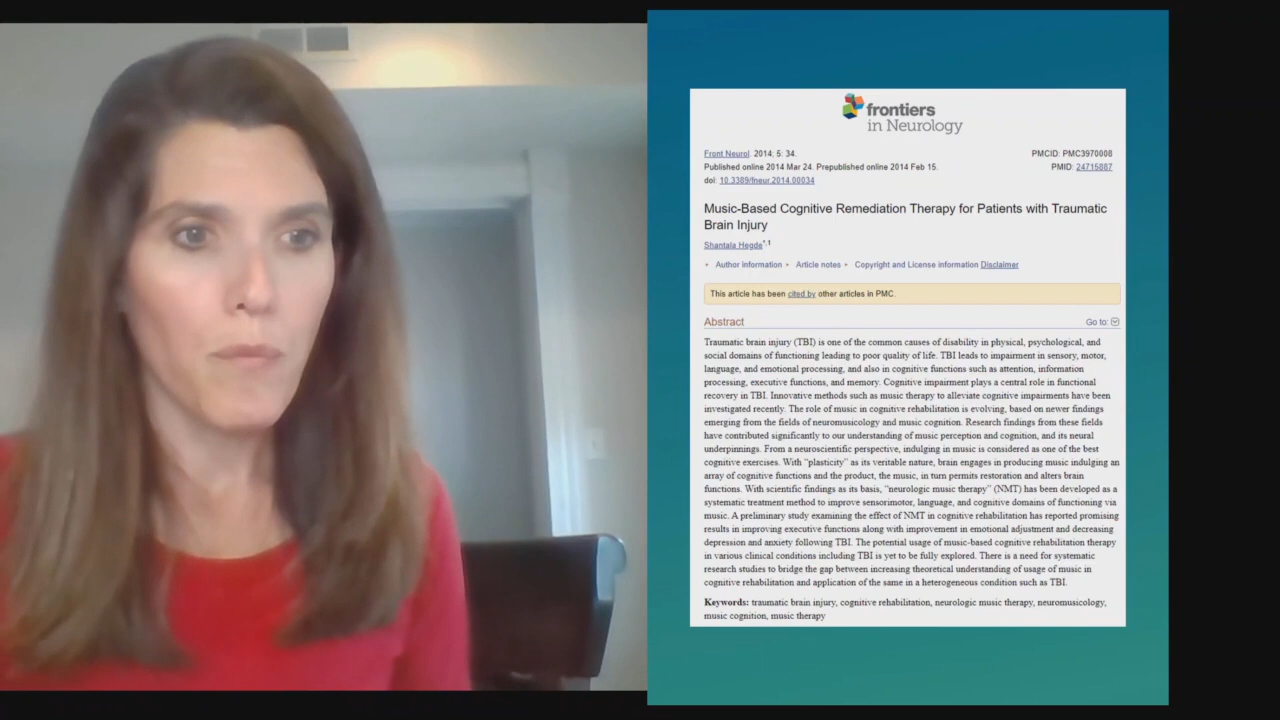 frontiers
in Neurology
Front Neurol. 2014; 5: 34.
PMCID: PMC3970008
Published online 2014 Mar 24. Prepublished online 2014 Feb 15.
PMID: 24715887
doi: 10.3389/fneur.2014.00034
Music-Based Cognitive Remediation Therapy for Patients with Traumatic
Brain Injury
Shantala Hegde*,1
Author information Article notes Copyright and License information Disclaimer
This article has been cited by other articles in PMC.
Abstract
Go to:
Traumatic brain injury (TBI) is one of the common causes of disability in physical, psychological, and
social domains of functioning leading to poor quality of life. TBI leads to impairment in sensory, motor,
language, and emotional processing, and also in cognitive functions such as attention, information
processing, executive functions, and memory. Cognitive impairment plays a central role in functional
recovery in TBI. Innovative methods such as music therapy to alleviate cognitive impairments have been
investigated recently. The role of music in cognitive rehabilitation is evolving, based on newer findings
emerging from the fields of neuromusicology and music cognition. Research findings from these fields
have contributed significantly to our understanding of music perception and cognition, and its neural
underpinnings. From a neuroscientific perspective, indulging in music is considered as one of the best
cognitive exercises. With “plasticity” as its veritable nature, brain engages in producing music indulging an
array of cognitive functions and the product, the music, in turn permits restoration and alters brain
functions. With scientific findings as its basis, “neurologic music therapy” (NMT) has been developed as a
systematic treatment method to improve sensorimotor, language, and cognitive domains of functioning via
music. A preliminary study examining the effect of NMT in cognitive rehabilitation has reported promising
results in improving executive functions along with improvement in emotional adjustment and decreasing
depression and anxiety following TBI. The potential usage of music-based cognitive rehabilitation therapy
in various clinical conditions including TBI is yet to be fully explored. There is a need for systematic
research studies to bridge the gap between increasing theoretical understanding of usage of music in
cognitive rehabilitation and application of the same in a heterogeneous condition such as TBI.
Keywords: traumatic brain injury, cognitive rehabilitation, neurologic music therapy, neuromusicology,
music cognition, music therapy